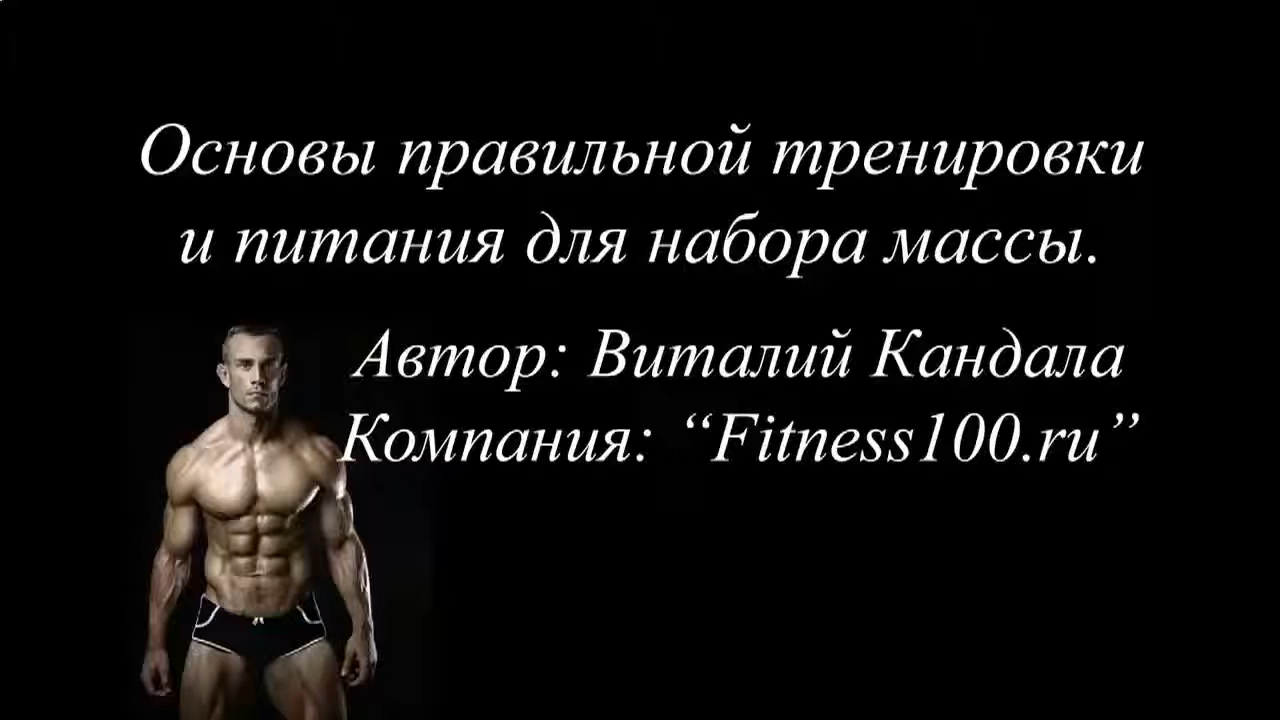 Основы правильной тренировки
и питания для набора массы.
Автор: Виталий Кандала
Компания: “Fitness100.ru”